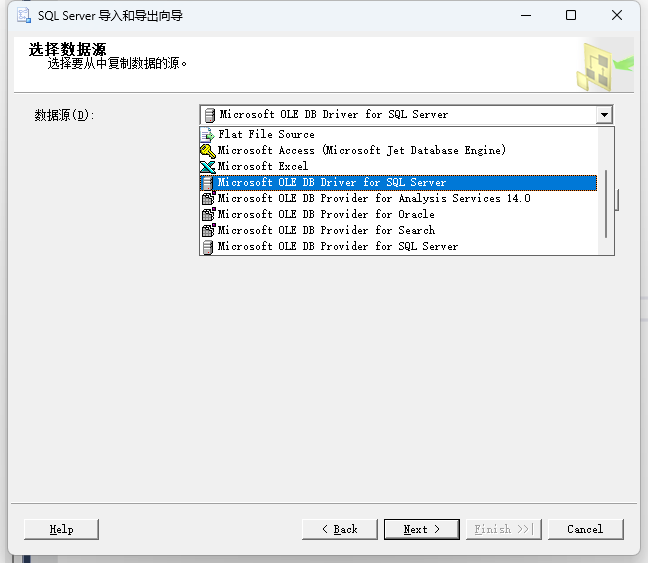 SQL Server 导入和导出向导
选择数据源
选择要从中复制数据的源。
数据源(D):
Microsoft OLE DB Driver for SQL Server
Flat File Source
Microsoft Access (Microsoft Jet Database Engine)
Microsoft Excel
Microsoft OLE DB Driver for SQL Server
Microsoft OLE DB Provider for Analysis Services 14.0
Microsoft OLE DB Provider for Oracle
Microsoft OLE DB Provider for Search
Microsoft OLE DB Provider for SQL Server
Help
< Back
Next >
Finish >>|
Cancel